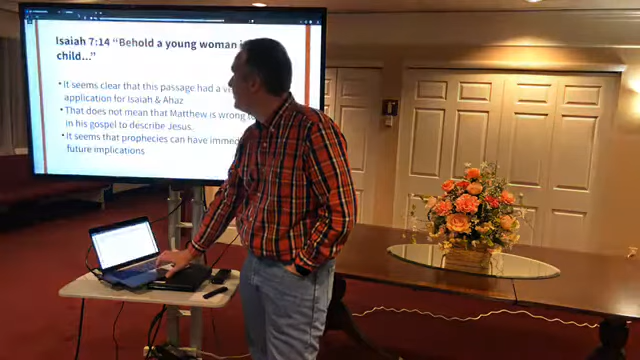 Isaiah 7:14 "Behold a young woman
child..."
• It seems clear that this passage had a
application for Isaiah & Ahaz
• That does not mean that Matthew is wrong
in his gospel to describe Jesus.
• It seems that prophecies can have
future implications